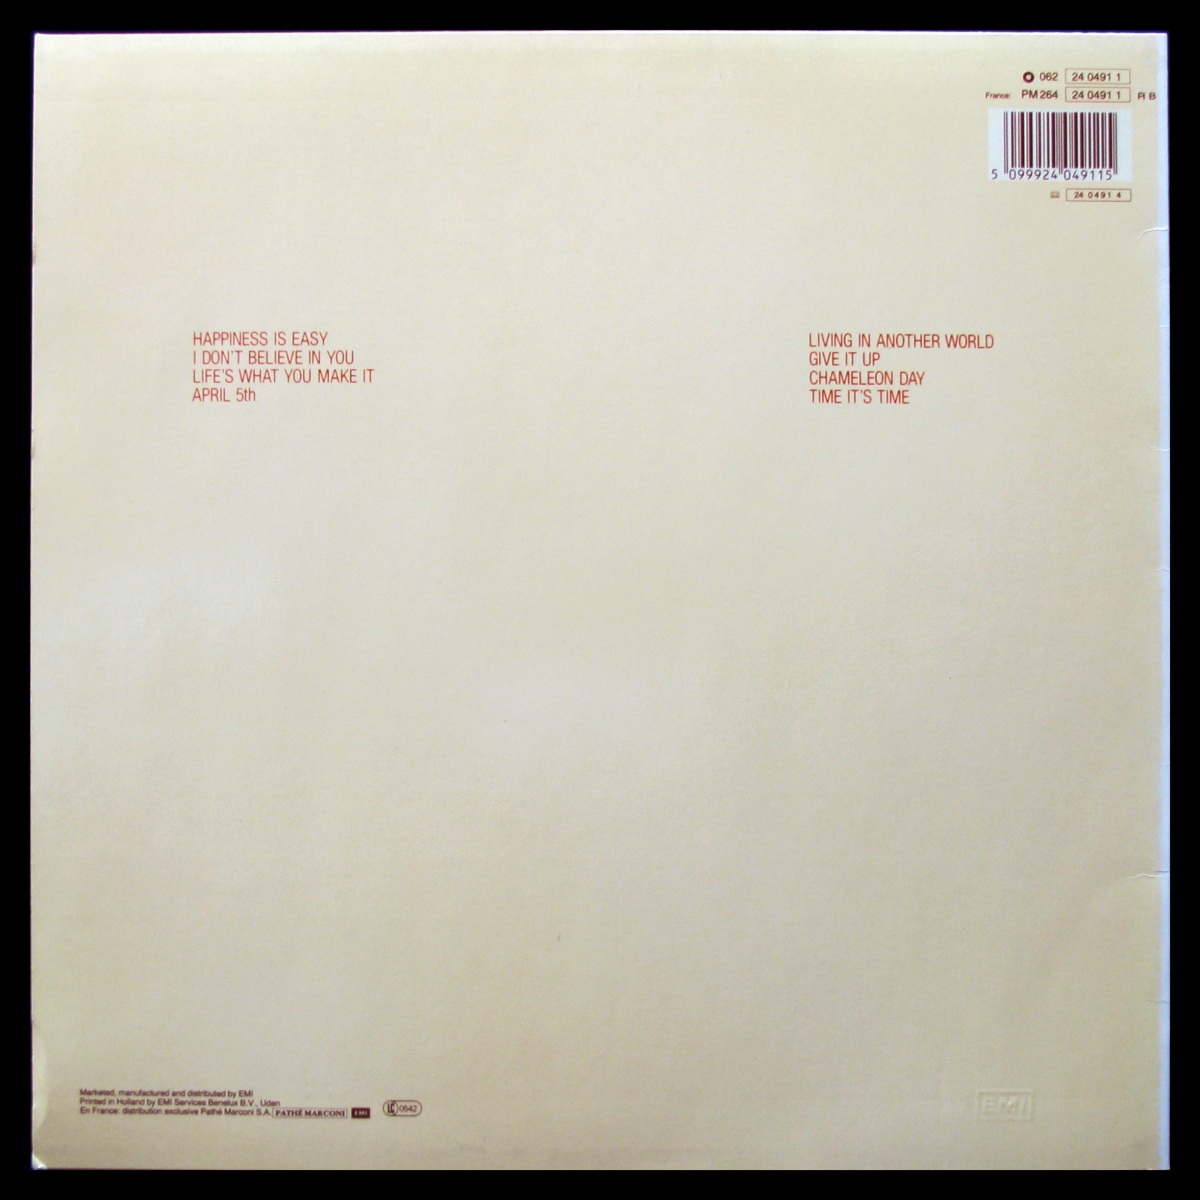 062 24 0491 1
France: PM 264 24 0491 1 R B
5 099924 049115
24 0491 4
HAPPINESS IS EASY
I DON'T BELIEVE IN YOU
LIFE'S WHAT YOU MAKE IT
APRIL 5th
LIVING IN ANOTHER WORLD
GIVE IT UP
CHAMELEON DAY
TIME IT'S TIME
Marketed, manufactured and distributed by EMI
Printed in Holland by EMI Services Benelux B.V., Uden
En France: distribution exclusive Pathé Marconi S.A. PATHÉ MARCONI EMI LC 0542
EMI